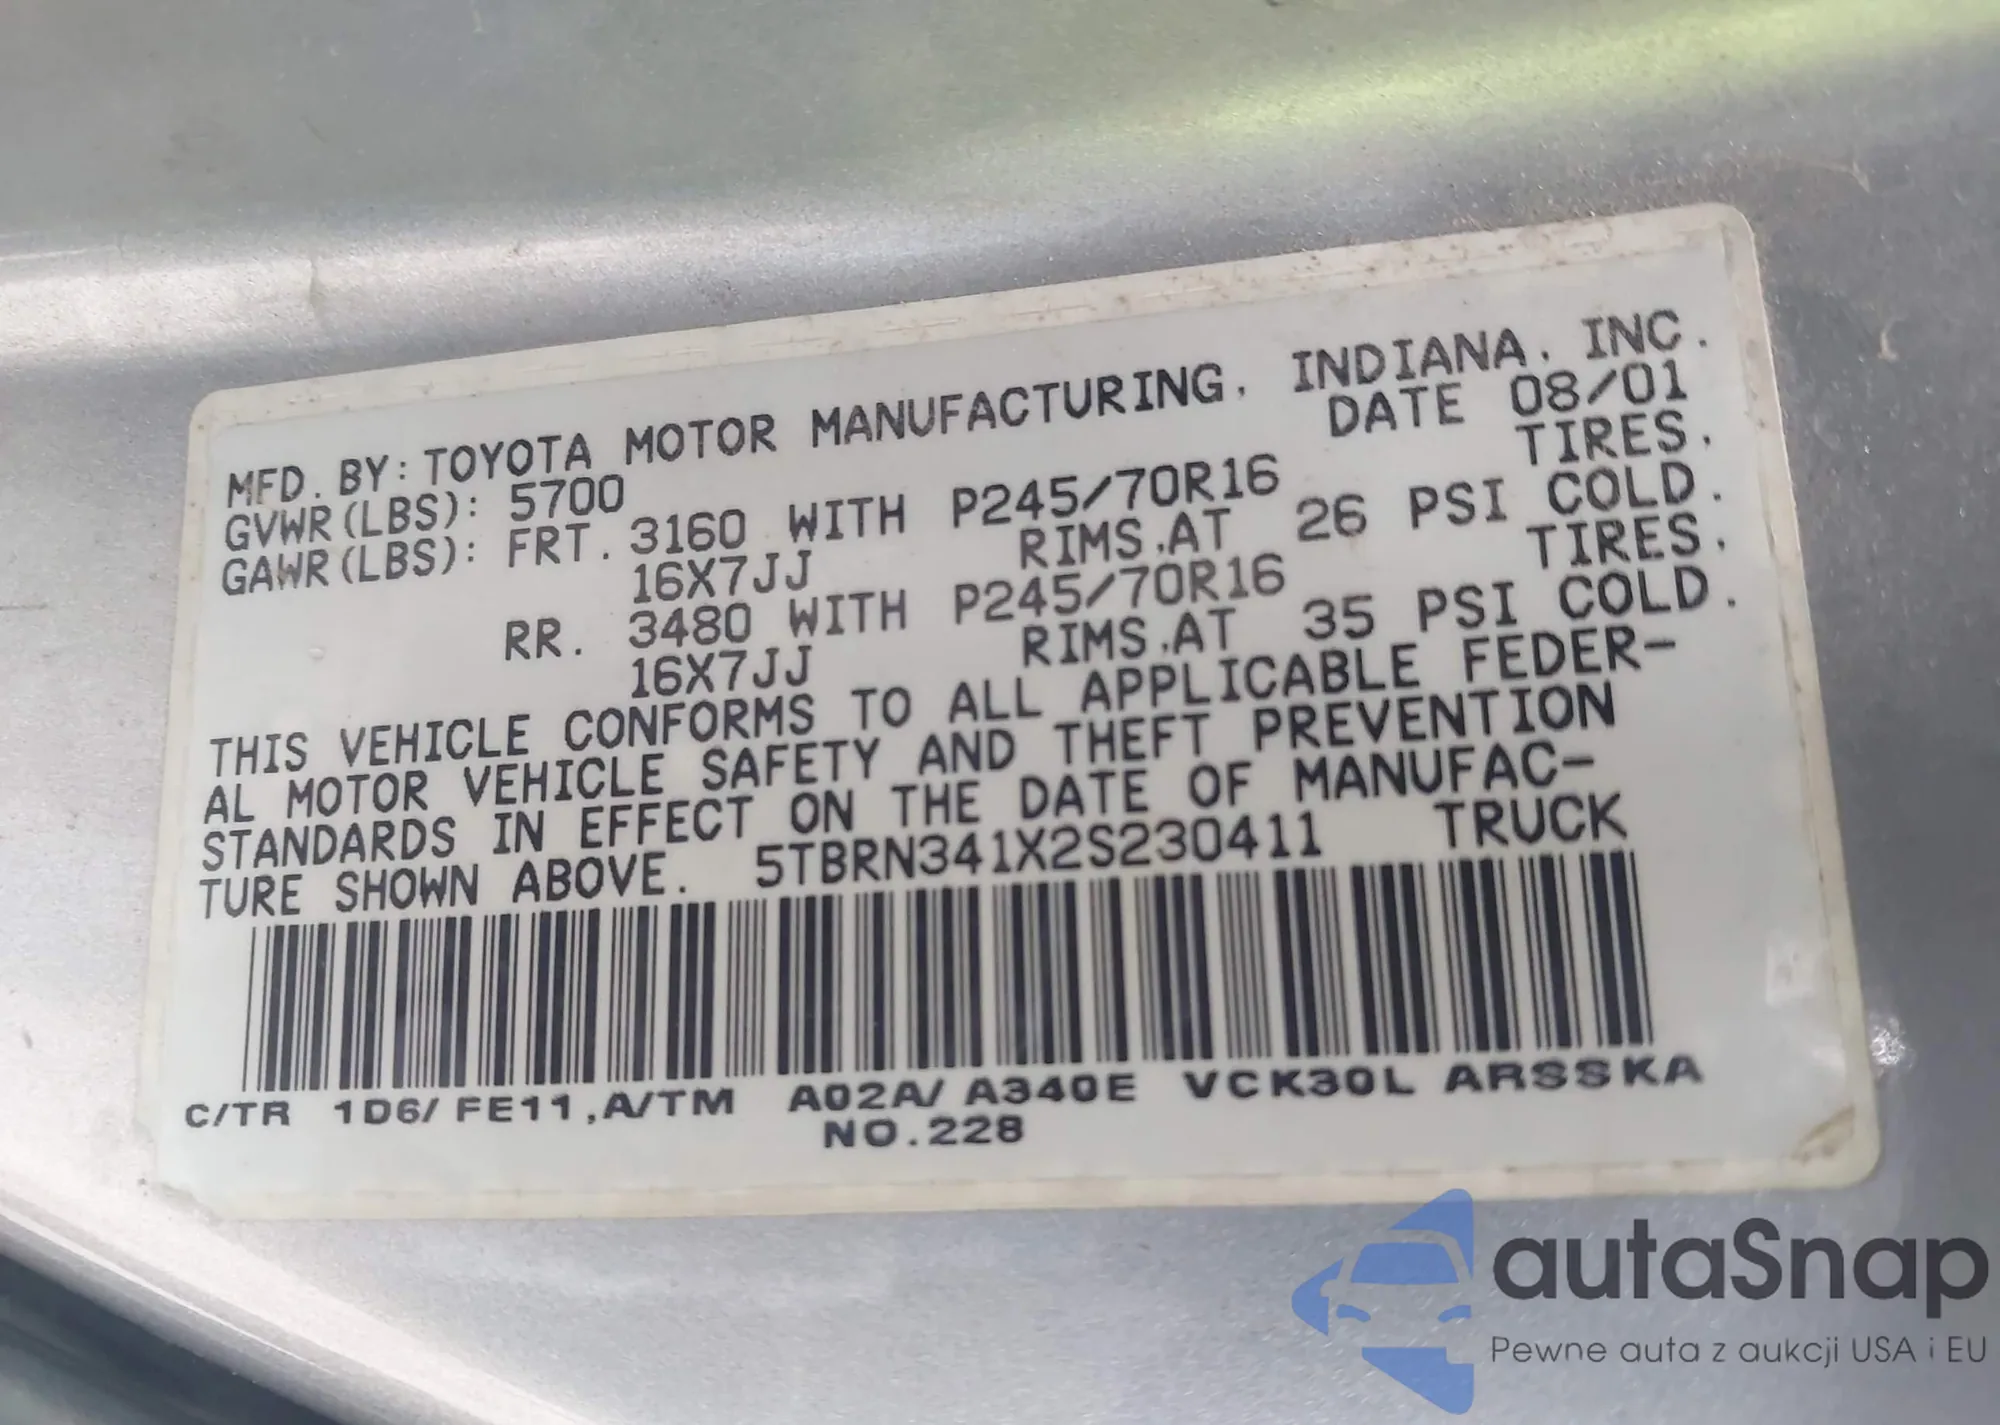 MFD. BY: TOYOTA MOTOR MANUFACTURING, INDIANA, INC.
GVWR(LBS): 5700 DATE 08/01
GAWR(LBS): FRT. 3160 WITH P245/70R16 TIRES,
16X7JJ RIMS,AT 26 PSI COLD.
RR. 3480 WITH P245/70R16 TIRES,
16X7JJ RIMS,AT 35 PSI COLD.
THIS VEHICLE CONFORMS TO ALL APPLICABLE FEDER-
AL MOTOR VEHICLE SAFETY AND THEFT PREVENTION
STANDARDS IN EFFECT ON THE DATE OF MANUFAC-
TURE SHOWN ABOVE. 5TBRN341X2S230411 TRUCK
C/TR 1D6/ FE11,A/TM A02A/ A340E VCK30L ARSSKA
NO.228
autaSnap
Pewne auta z aukcji USA i EU